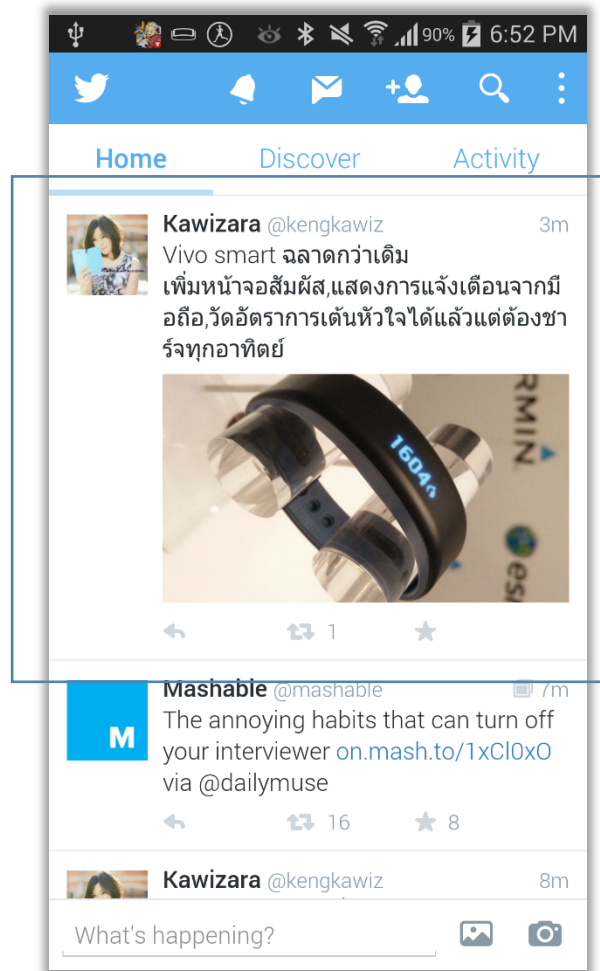 90% 6:52 PM
Home Discover Activity
Kawizara @kengkawiz 3m
Vivo smart ฉลาดกว่าเดิม
เพิ่มหน้าจอสัมผัส,แสดงการแจ้งเตือนจากมื
อถือ,วัดอัตราการเต้นหัวใจได้แล้วแต่ต้องชา
ร์จทุกอาทิตย์
RMIN
1604
esr
1
Mashable @mashable 7m
M
The annoying habits that can turn off
your interviewer on.mash.to/1xCl0xO
via @dailymuse
16 8
Kawizara @kengkawiz 8m
What's happening?